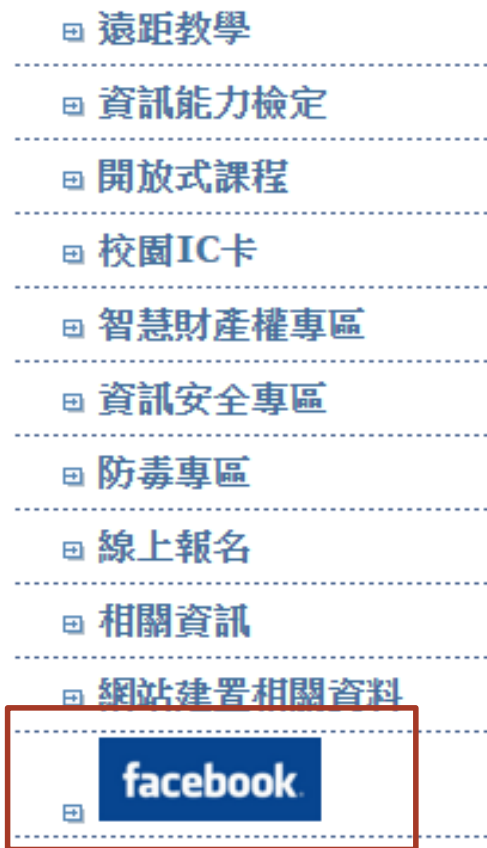 遠距教學
資訊能力檢定
開放式課程
校園IC卡
智慧財產權專區
資訊安全專區
防毒專區
線上報名
相關資訊
網站建置相關資料
facebook.